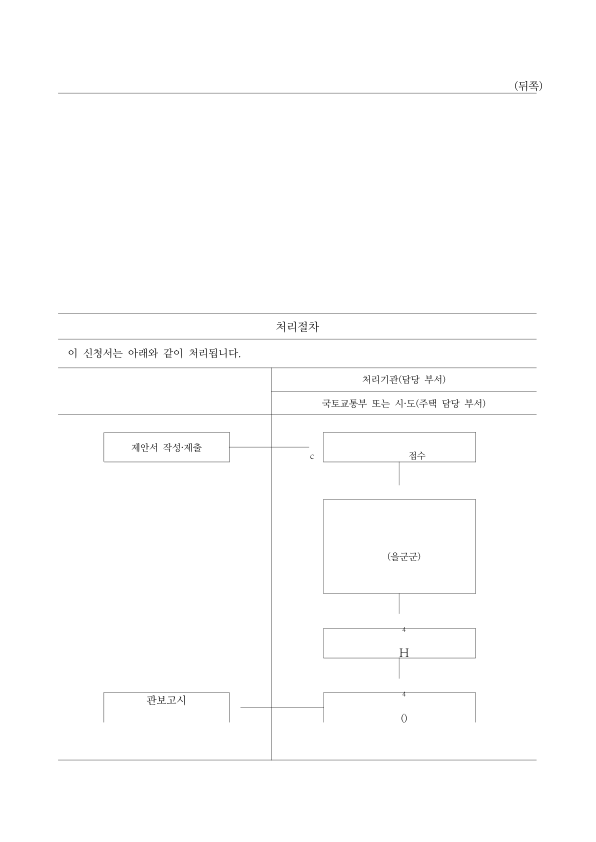 (뒤쪽)
처리절차
이 신청서는 아래와 같이 처리됩니다.
처리기관(담당 부서)
국토교통부 또는 시·도(주택 담당 부서)
제안서 작성·제출
c
점수
(을군군)
4
H
4
관보고시
()